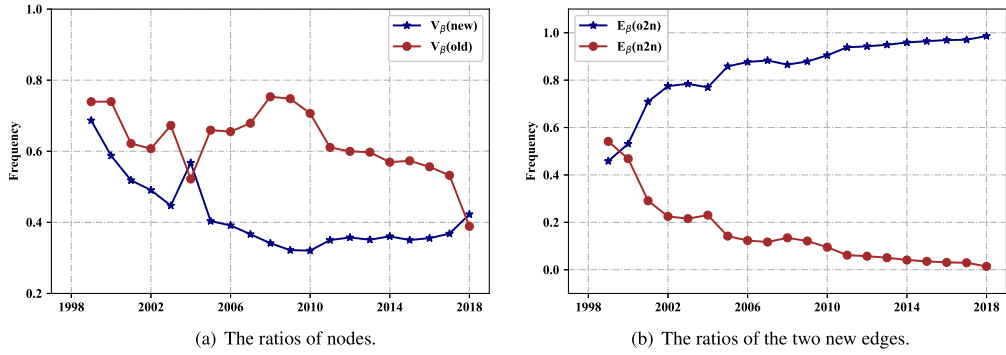 1.0
0.8
0.6
0.4
0.2
Frequency
1998 2002 2006 2010 2014 2018
Vβ(new)
Vβ(old)
(a) The ratios of nodes.
1.0
0.8
0.6
0.4
0.2
0.0
Frequency
1998 2002 2006 2010 2014 2018
Eβ(o2n)
Eβ(n2n)
(b) The ratios of the two new edges.